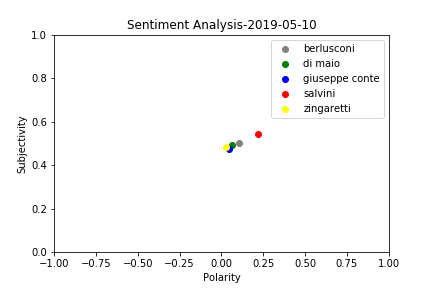 Sentiment Analysis-2019-05-10
1.0
0.8
0.6
0.4
0.2
0.0
Subjectivity
berlusconi
di maio
giuseppe conte
salvini
zingaretti
−1.00 −0.75 −0.50 −0.25 0.00 0.25 0.50 0.75 1.00
Polarity